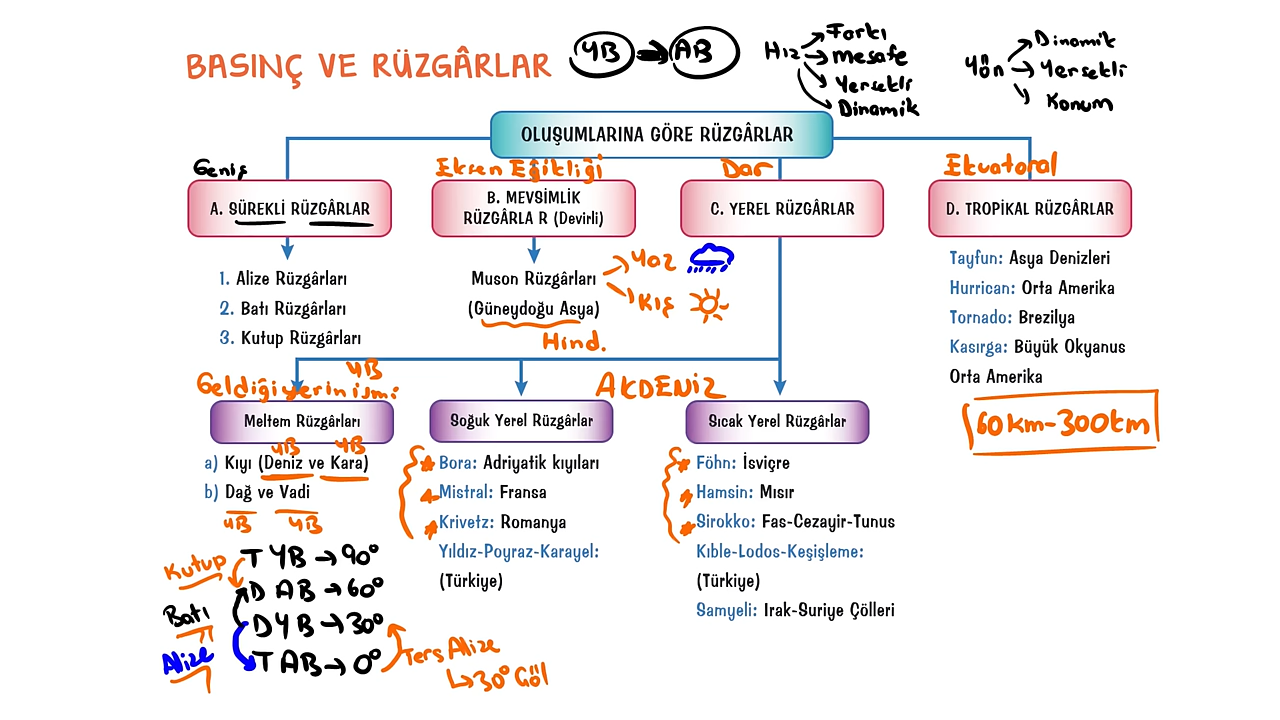 BASINÇ VE RÜZGÂRLAR
YB → AB
Hız
Farkı
mesafe
Yerşekli
Dinamik
Yön
Dinamik
Yerşekli
Konum
OLUŞUMLARINA GÖRE RÜZGÂRLAR
Geniş
A. SÜREKLİ RÜZGÂRLAR
1. Alize Rüzgârları
2. Batı Rüzgârları
3. Kutup Rüzgârları
Eksen Eğikliği
B. MEVSİMLİK
RÜZGÂRLA R (Devirli)
Muson Rüzgârları
(Güneydoğu Asya)
Yaz
Kış
Hind.
Dar
C. YEREL RÜZGÂRLAR
Ekvatoral
D. TROPİKAL RÜZGÂRLAR
Tayfun: Asya Denizleri
Hurrican: Orta Amerika
Tornado: Brezilya
Kasırga: Büyük Okyanus
Orta Amerika
60km-300km
YB
Geldiği yerin ismi
Meltem Rüzgârları
YB YB
a) Kıyı (Deniz ve Kara)
b) Dağ ve Vadi
YB YB
AKDENİZ
Soğuk Yerel Rüzgârlar
Bora: Adriyatik kıyıları
Mistral: Fransa
Krivetz: Romanya
Yıldız-Poyraz-Karayel:
(Türkiye)
Sıcak Yerel Rüzgârlar
Föhn: İsviçre
Hamsin: Mısır
Sirokko: Fas-Cezayir-Tunus
Kıble-Lodos-Keşişleme:
(Türkiye)
Samyeli: Irak-Suriye Çölleri
Kutup
Batı
Alize
TYB → 90°
DAB → 60°
DYB → 30°
TAB → 0°
Ters Alize
↳ 30° Çöl